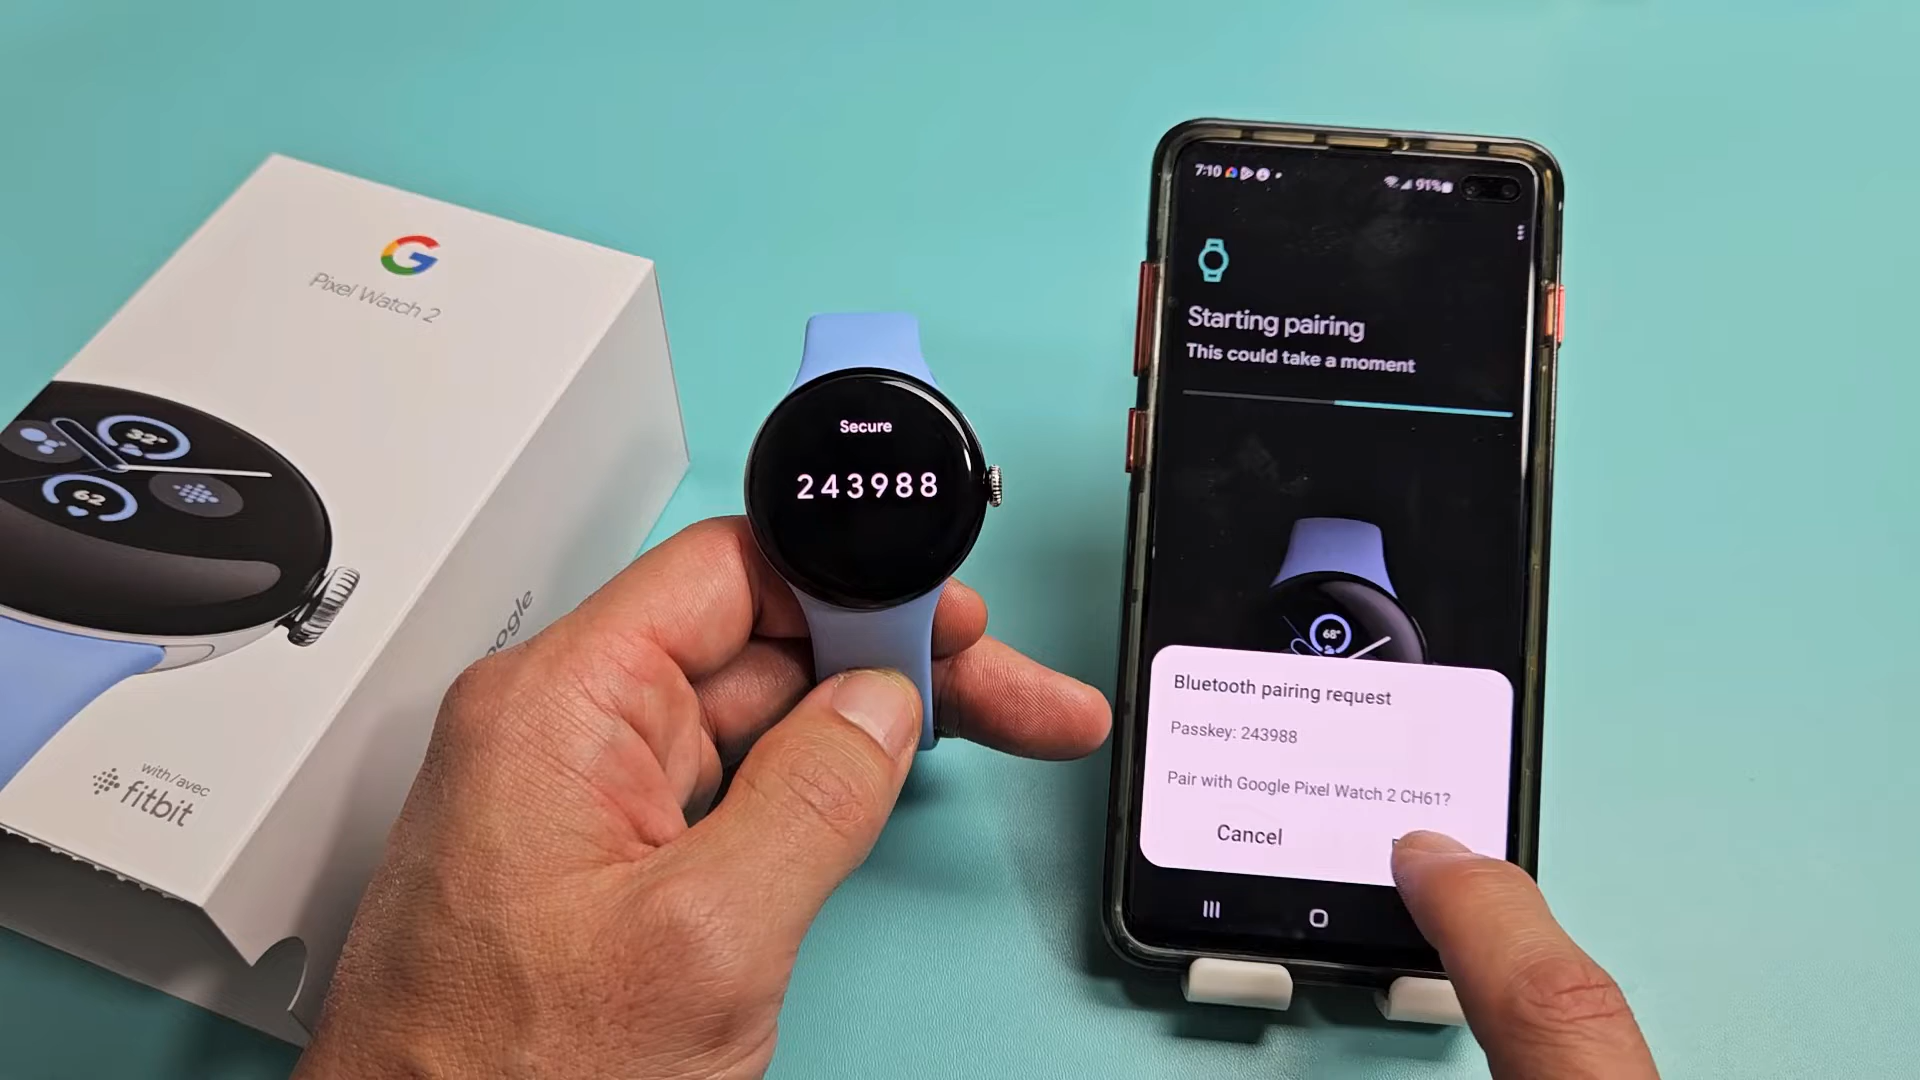 G
Pixel Watch 2
32°
62
Google
with/avec
fitbit
Secure
243988
7:10
91%
Starting pairing
This could take a moment
68°
Bluetooth pairing request
Passkey: 243988
Pair with Google Pixel Watch 2 CH61?
Cancel